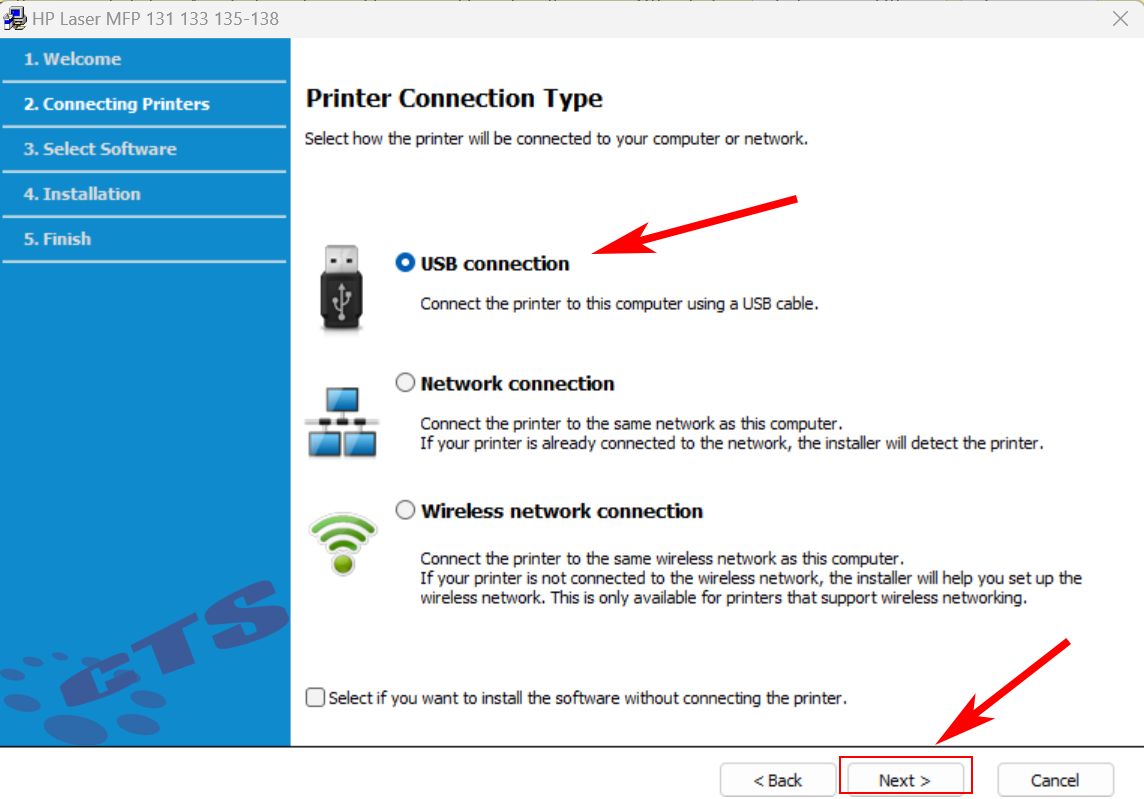 HP Laser MFP 131 133 135-138
1. Welcome
2. Connecting Printers
3. Select Software
4. Installation
5. Finish
Printer Connection Type
Select how the printer will be connected to your computer or network.
USB connection
Connect the printer to this computer using a USB cable.
Network connection
Connect the printer to the same network as this computer.
If your printer is already connected to the network, the installer will detect the printer.
Wireless network connection
Connect the printer to the same wireless network as this computer.
If your printer is not connected to the wireless network, the installer will help you set up the
wireless network. This is only available for printers that support wireless networking.
Select if you want to install the software without connecting the printer.
< Back
Next >
Cancel